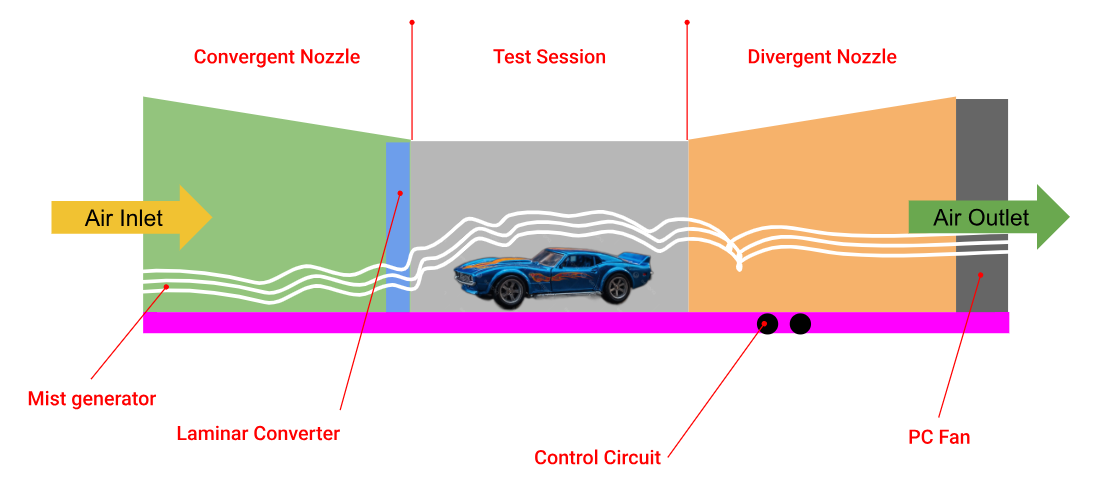 Convergent Nozzle
Test Session
Divergent Nozzle
Air Inlet
Air Outlet
Mist generator
Laminar Converter
Control Circuit
PC Fan